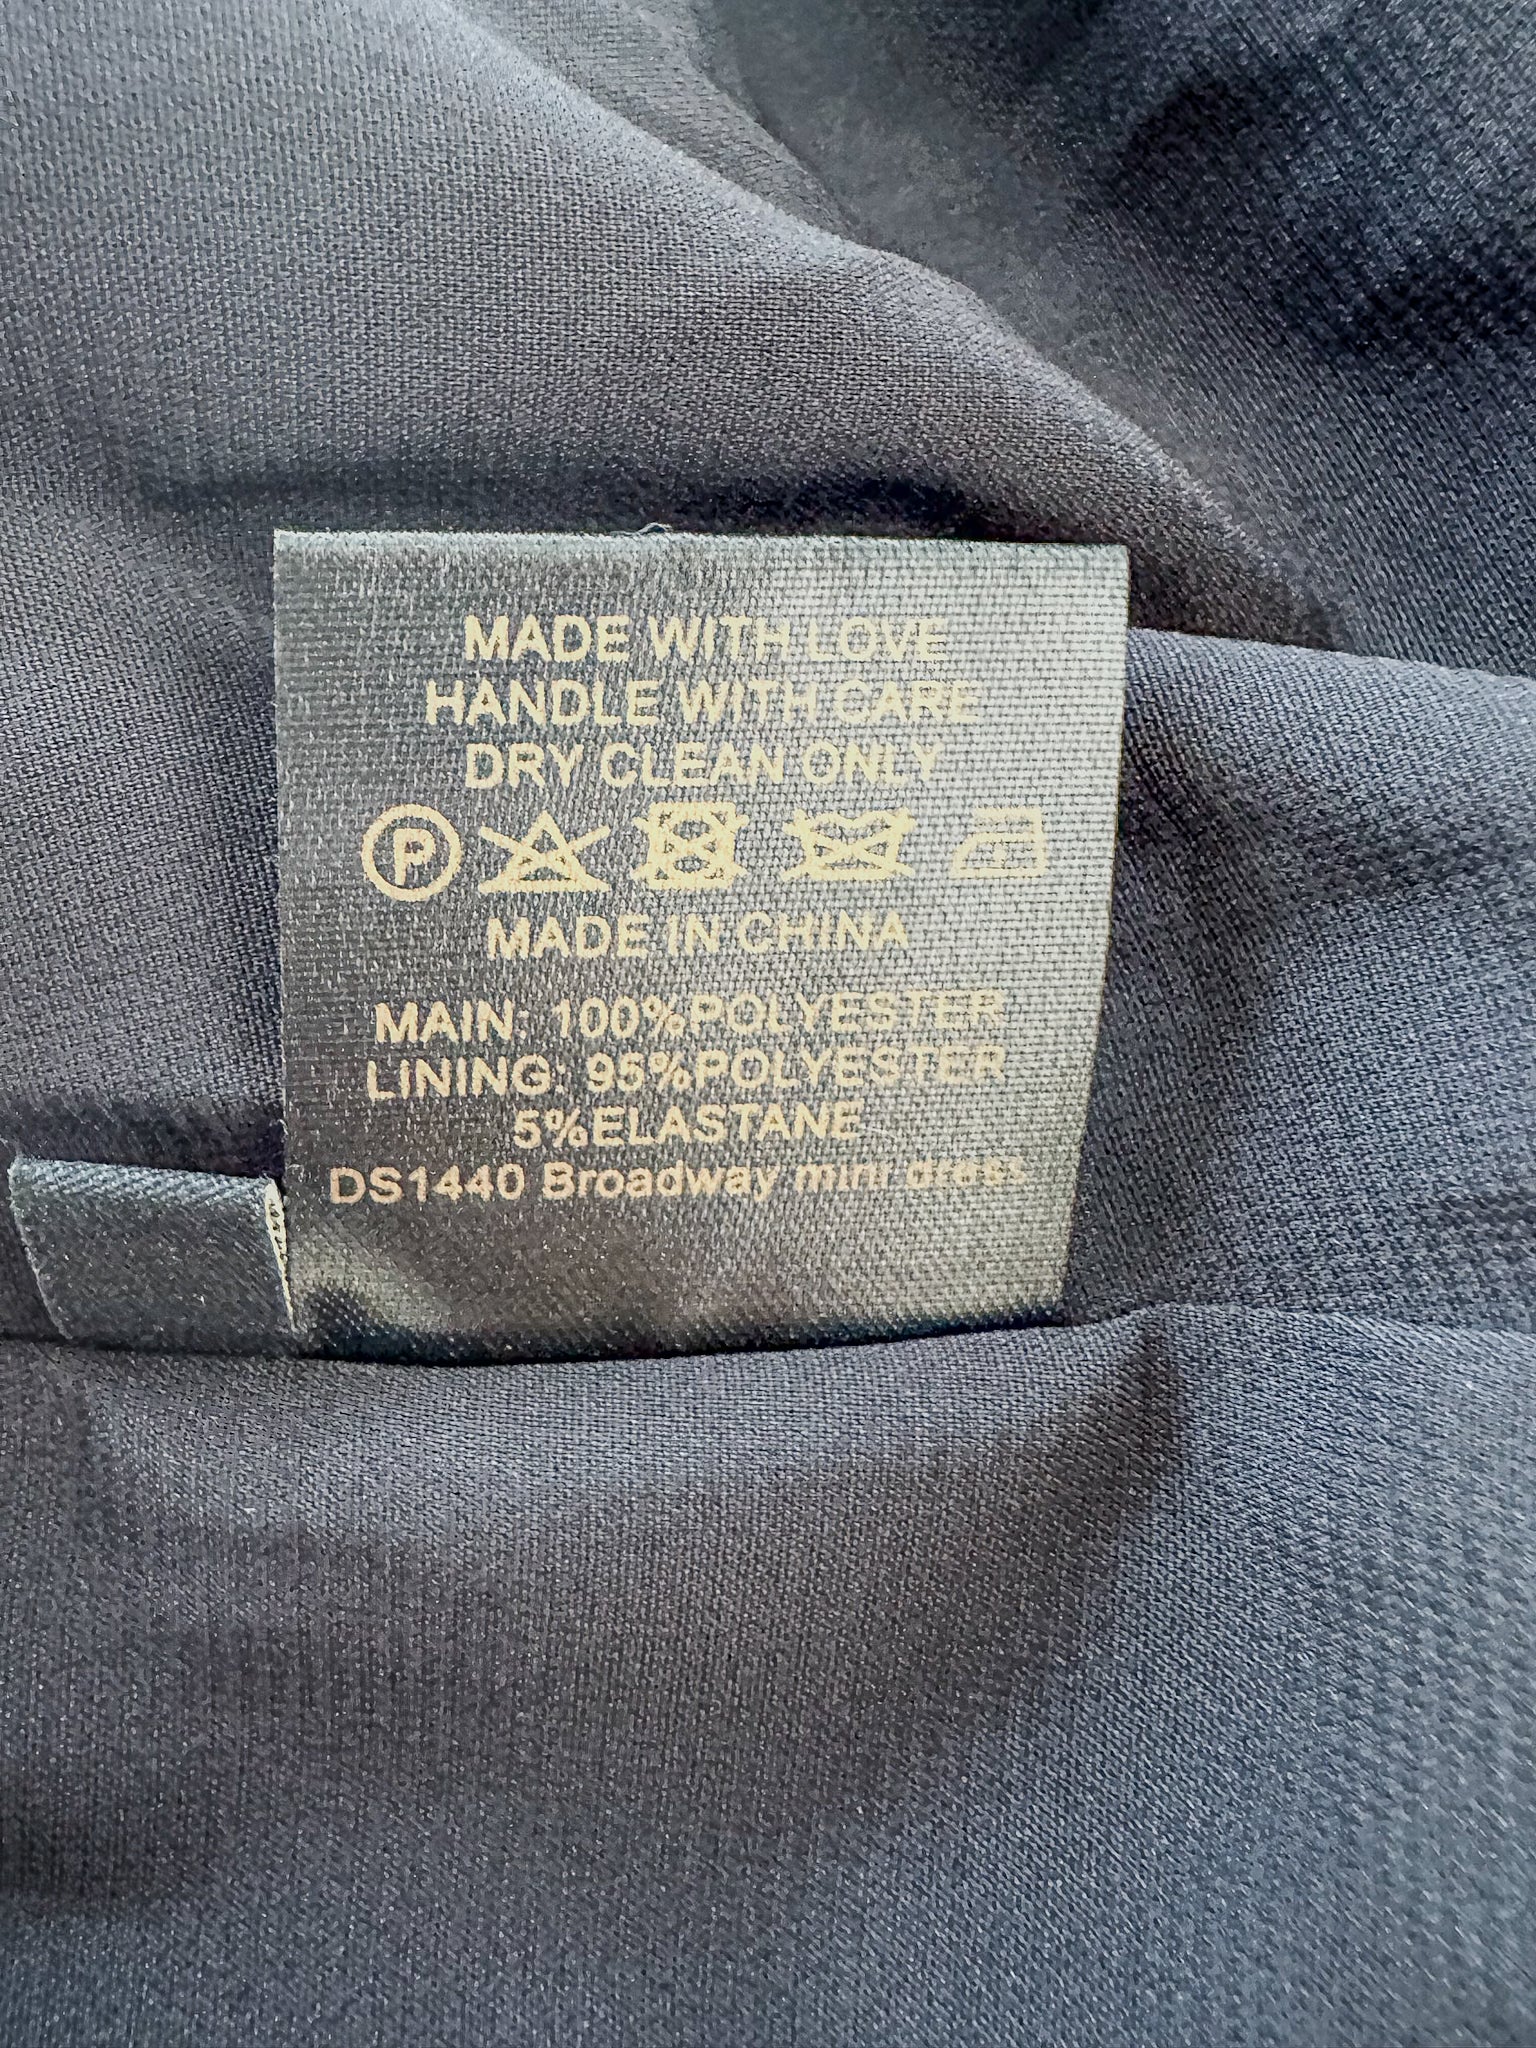 MADE WITH LOVE
HANDLE WITH CARE
DRY CLEAN ONLY
P
MADE IN CHINA
MAIN: 100%POLYESTER
LINING: 95%POLYESTER
5%ELASTANE
DS1440 Broadway mini dress